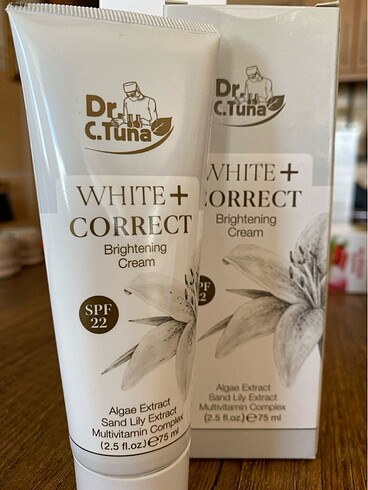 Dr.
C.Tuna
WHITE +
CORRECT
Brightening
Cream
SPF
22
Algae Extract
Sand Lily Extract
Multivitamin Complex
(2.5 fl.oz.) ℮ 75 ml
Dr.
C.Tuna
WHITE +
CORRECT
Brightening
Cream
Algae Extract
Sand Lily Extract
Multivitamin Complex
(2.5 fl.oz.) ℮ 75 ml